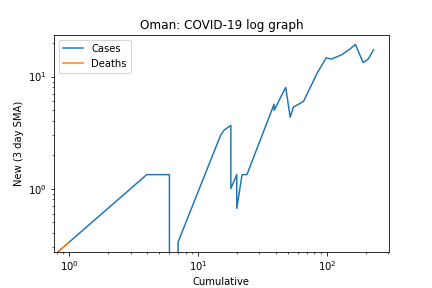 Oman: COVID-19 log graph
Cases
Deaths
New (3 day SMA)
10¹
10⁰
10⁰ 10¹ 10²
Cumulative